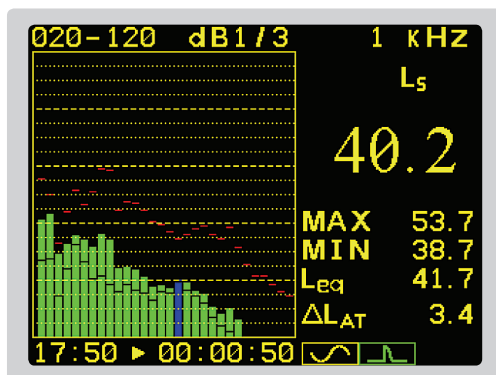 020-120 dB1/3 1 KHz
Ls
40.2
MAX 53.7
MIN 38.7
Leq 41.7
ΔLAT 3.4
17:50 ► 00:00:50